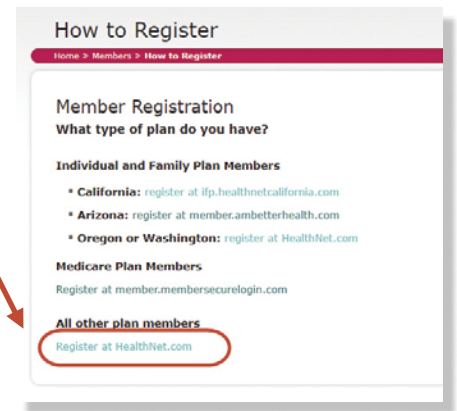 How to Register
Home > Members > How to Register
Member Registration
What type of plan do you have?
Individual and Family Plan Members
▪ California: register at ifp.healthnetcalifornia.com
▪ Arizona: register at member.ambetterhealth.com
▪ Oregon or Washington: register at HealthNet.com
Medicare Plan Members
Register at member.membersecurelogin.com
All other plan members
Register at HealthNet.com